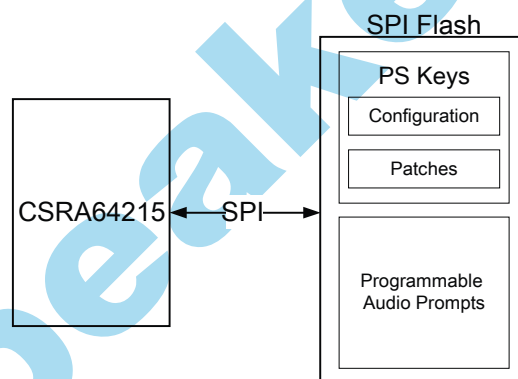 SPI Flash
PS Keys
Configuration
Patches
CSRA64215
SPI
Programmable
Audio Prompts